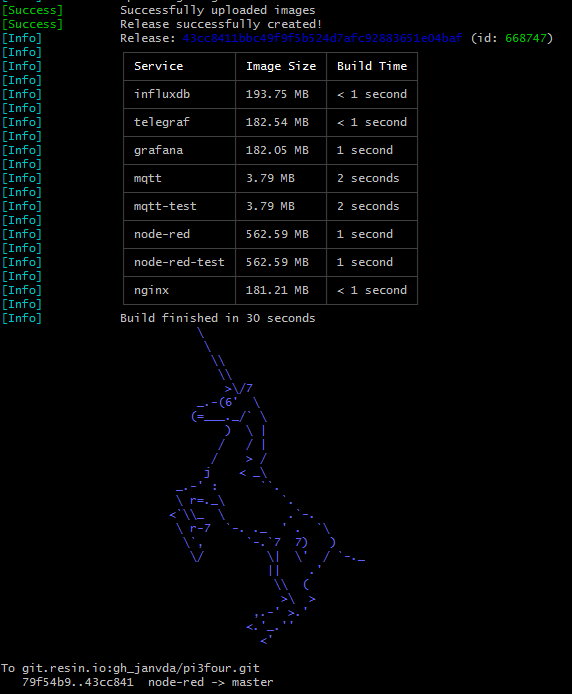 [Success] Successfully uploaded images
[Success] Release successfully created!
[Info] Release: 43cc8411bbc49f9f5b524d7afc92883651e04baf (id: 668747)
[Info]
[Info] Service Image Size Build Time
[Info]
[Info] influxdb 193.75 MB < 1 second
[Info]
[Info] telegraf 182.54 MB < 1 second
[Info]
[Info] grafana 182.05 MB 1 second
[Info]
[Info] mqtt 3.79 MB 2 seconds
[Info]
[Info] mqtt-test 3.79 MB 2 seconds
[Info]
[Info] node-red 562.59 MB 1 second
[Info]
[Info] node-red-test 562.59 MB 1 second
[Info]
[Info] nginx 181.21 MB < 1 second
[Info]
[Info] Build finished in 30 seconds
To git.resin.io:gh_janvda/pi3four.git
79f54b9..43cc841 node-red -> master